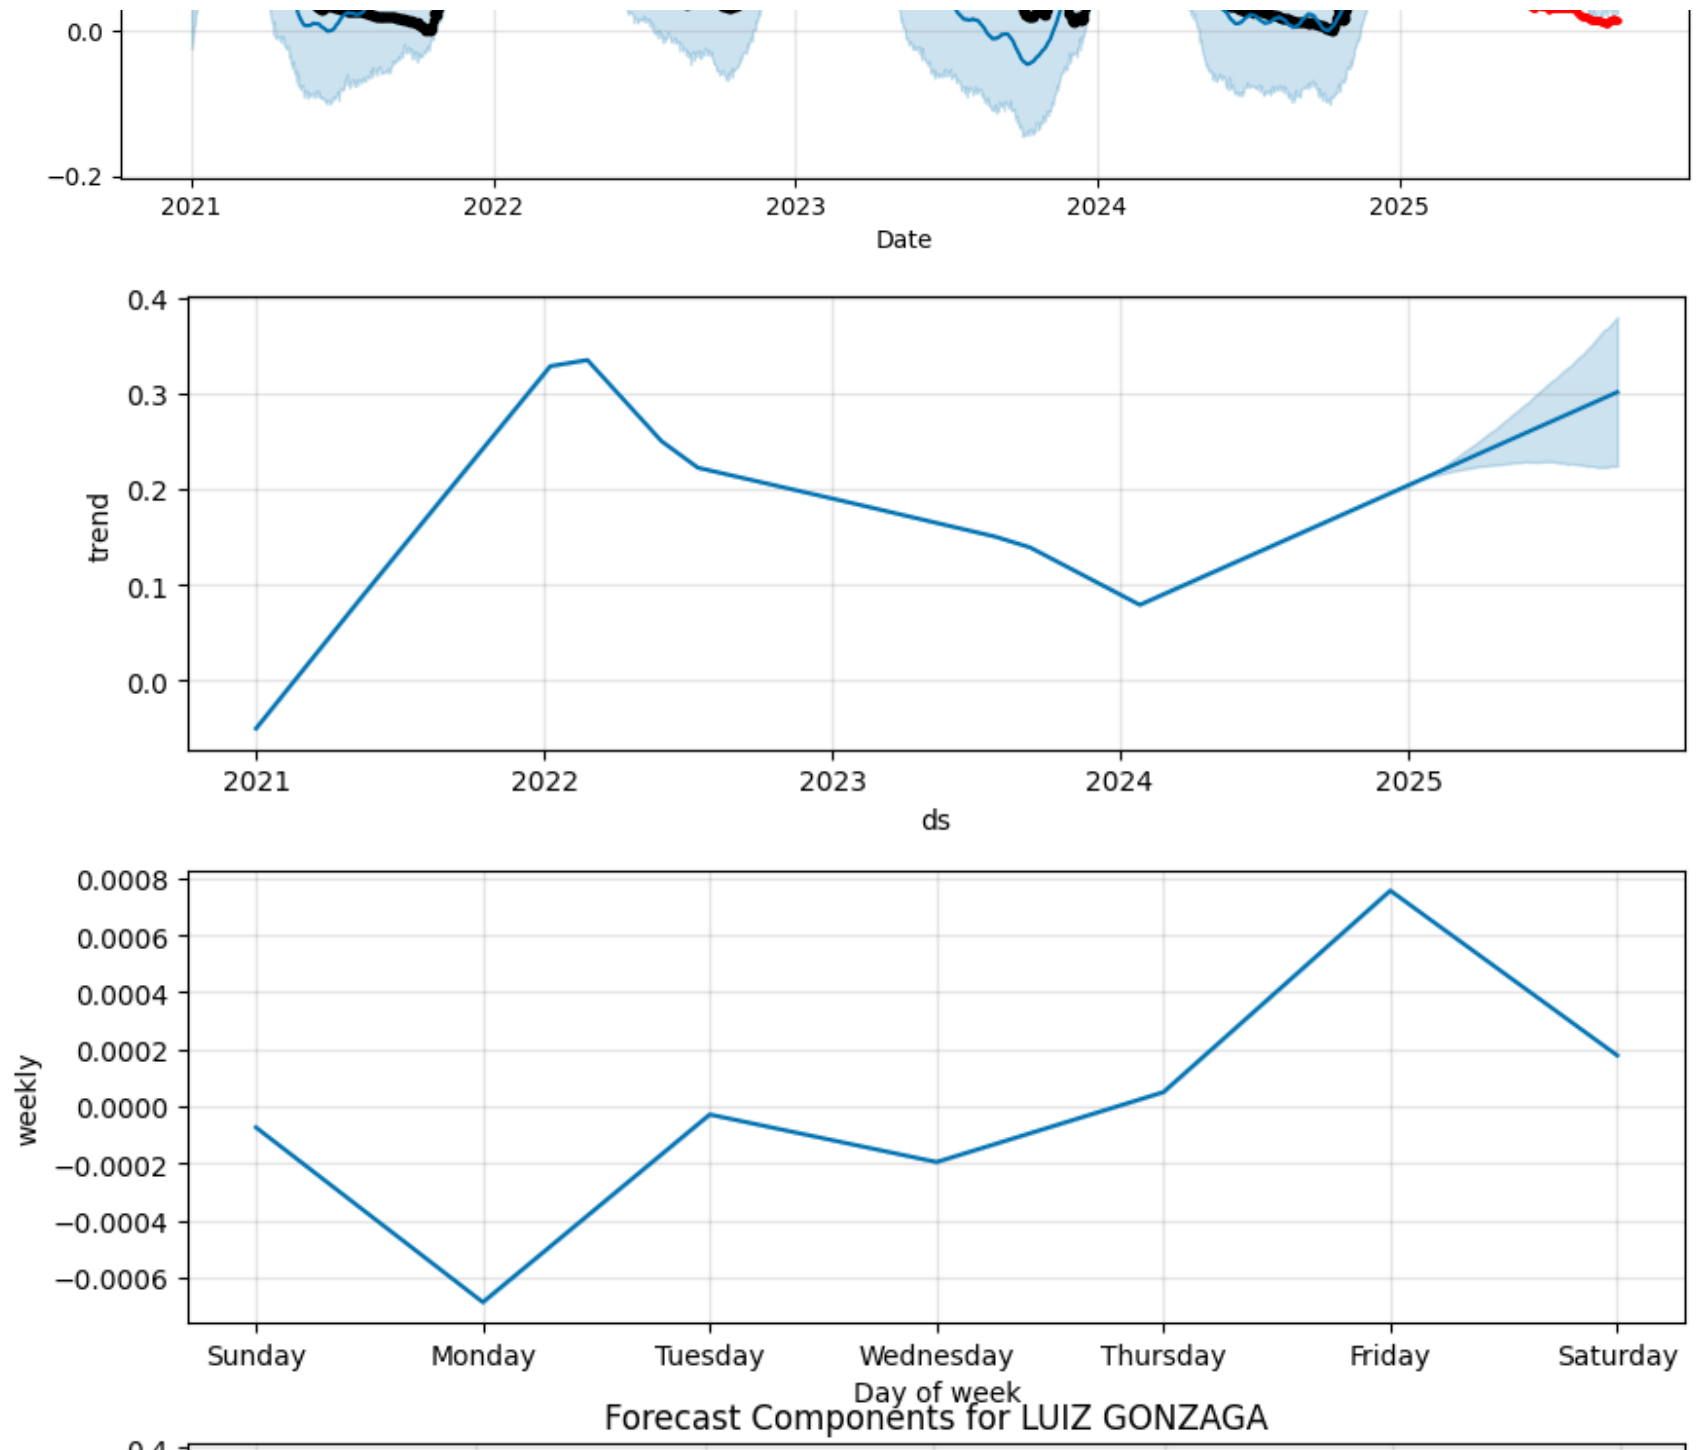 0.0
−0.2
2021 2022 2023 2024 2025
Date
0.4
0.3
0.2
0.1
0.0
trend
2021 2022 2023 2024 2025
ds
0.0008
0.0006
0.0004
0.0002
0.0000
−0.0002
−0.0004
−0.0006
weekly
Sunday Monday Tuesday Wednesday Thursday Friday Saturday
Day of week
Forecast Components for LUIZ GONZAGA
0.4